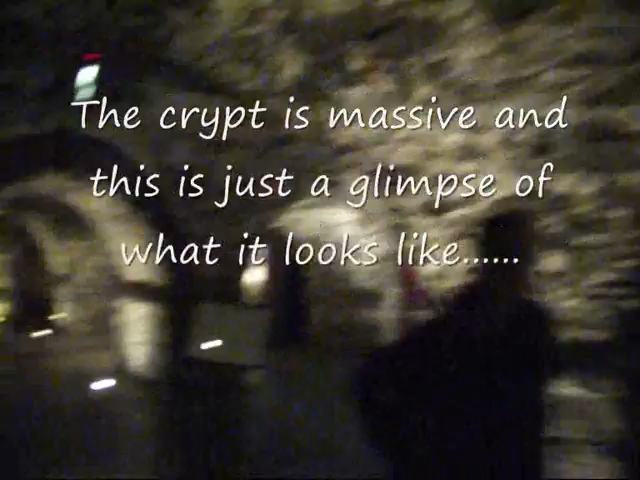 The crypt is massive and
this is just a glimpse of
what it looks like......